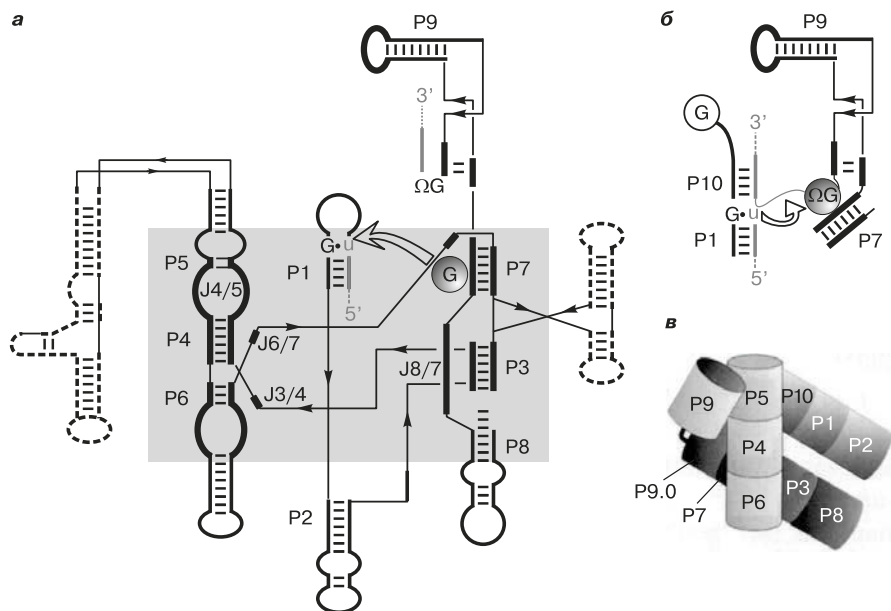 а
P9
3'
ΩG
P5
J4/5
P4
P6
G•u
P1
5'
G
P7
J6/7
J3/4
J8/7
P3
P8
P2
б
P9
G
3'
P10
ΩG
G•u
P1
P7
5'
в
P9
P5
P10
P1
P2
P4
P9.0
P7
P6
P3
P8